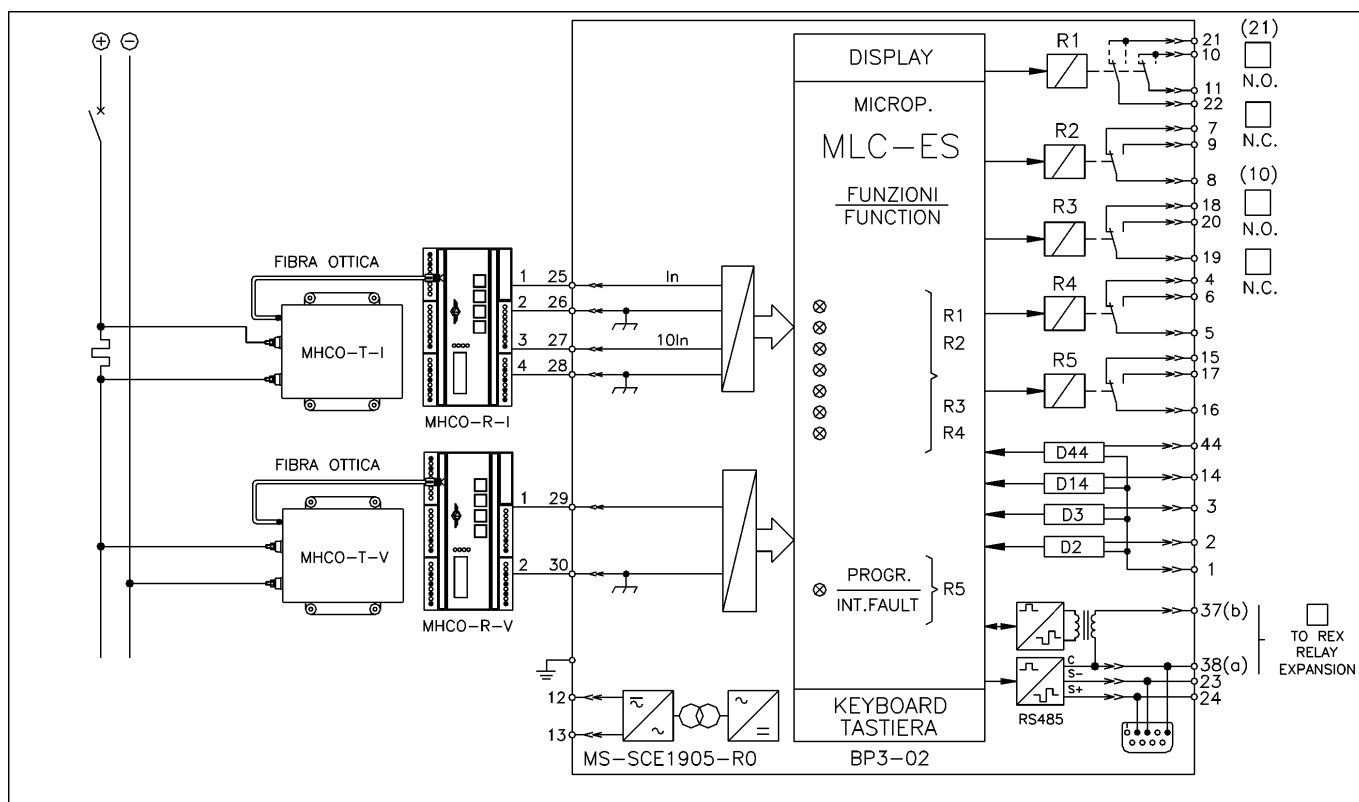 + −
FIBRA OTTICA
MHCO-T-I
MHCO-R-I
1 25
2 26
3 27
4 28
In
10In
FIBRA OTTICA
MHCO-T-V
MHCO-R-V
1 29
2 30
12
13
MS-SCE1905-R0
DISPLAY
MICROP.
MLC-ES
FUNZIONI
FUNCTION
R1
R2
R3
R4
PROGR.
INT.FAULT
R5
KEYBOARD
TASTIERA
BP3-02
R1
21
10
11
22
R2
7
9
8
R3
18
20
19
R4
4
6
5
R5
15
17
16
D44
44
D14
14
D3
3
D2
2
1
37(b)
38(a)
23
24
C
S-
S+
RS485
1
(21)
N.O.
N.C.
(10)
N.O.
N.C.
TO REX
RELAY
EXPANSION